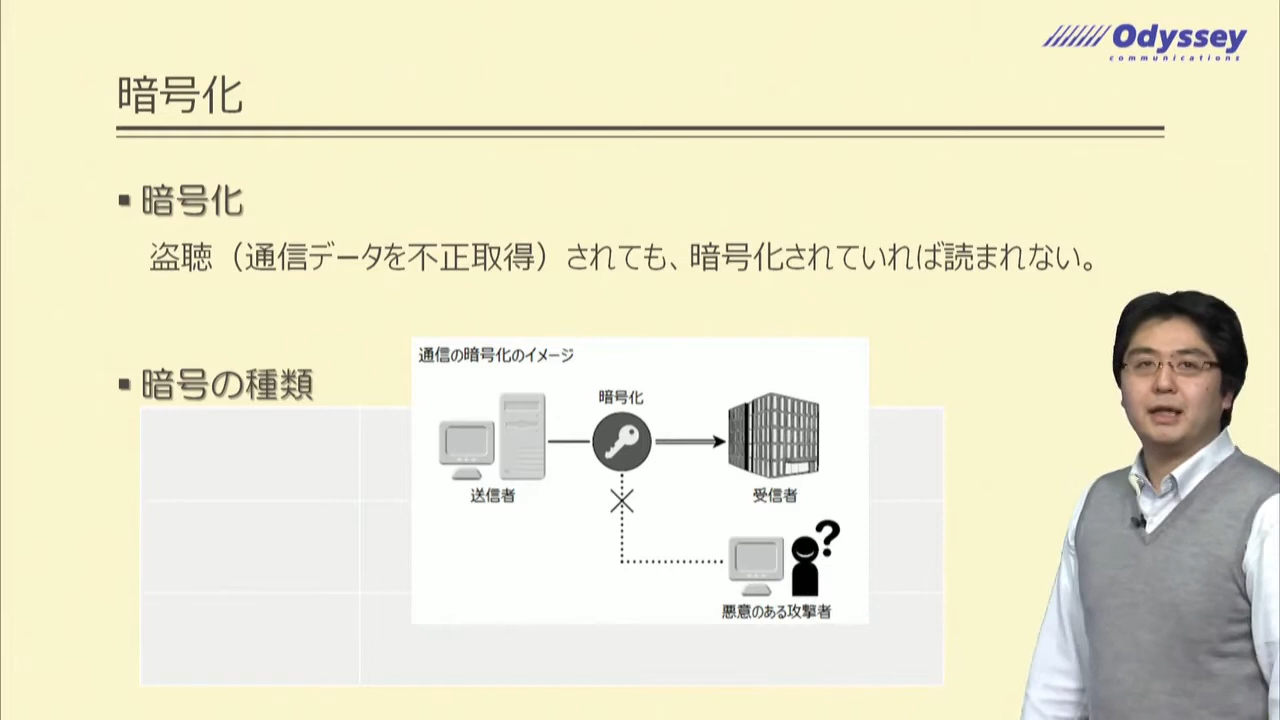 Odyssey
communications
暗号化
▪ 暗号化
盗聴（通信データを不正取得）されても、暗号化されていれば読まれない。
▪ 暗号の種類
通信の暗号化のイメージ
暗号化
送信者
受信者
?
悪意のある攻撃者